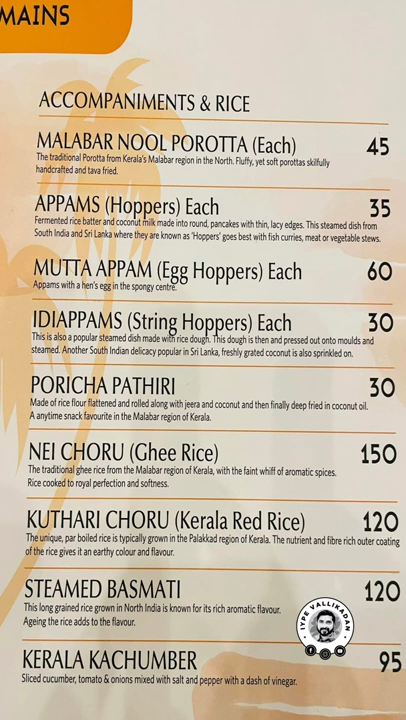 MAINS
ACCOMPANIMENTS & RICE
MALABAR NOOL POROTTA (Each) 45
The traditional Porotta from Kerala's Malabar region in the North. Fluffy, yet soft porottas skilfully
handcrafted and tava fried.
APPAMS (Hoppers) Each 35
Fermented rice batter and coconut milk made into round, pancakes with thin, lacy edges. This steamed dish from
South India and Sri Lanka where they are known as 'Hoppers' goes best with fish curries, meat or vegetable stews.
MUTTA APPAM (Egg Hoppers) Each 60
Appams with a hen's egg in the spongy centre.
IDIAPPAMS (String Hoppers) Each 30
This is also a popular steamed dish made with rice dough. This dough is then and pressed out onto moulds and
steamed. Another South Indian delicacy popular in Sri Lanka, freshly grated coconut is also sprinkled on.
PORICHA PATHIRI 30
Made of rice flour flattened and rolled along with jeera and coconut and then finally deep fried in coconut oil.
A anytime snack favourite in the Malabar region of Kerala.
NEI CHORU (Ghee Rice) 150
The traditional ghee rice from the Malabar region of Kerala, with the faint whiff of aromatic spices.
Rice cooked to royal perfection and softness.
KUTHARI CHORU (Kerala Red Rice) 120
The unique, par boiled rice is typically grown in the Palakkad region of Kerala. The nutrient and fibre rich outer coating
of the rice gives it an earthy colour and flavour.
STEAMED BASMATI 120
This long grained rice grown in North India is known for its rich aromatic flavour.
Ageing the rice adds to the flavour.
IYPE VALLIKADAN
KERALA KACHUMBER 95
Sliced cucumber, tomato & onions mixed with salt and pepper with a dash of vinegar.